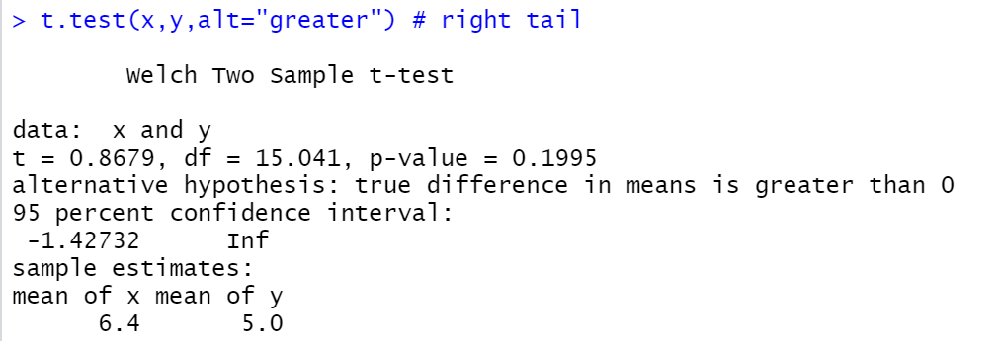 > t.test(x,y,alt="greater") # right tail
Welch Two Sample t-test
data:  x and y
t = 0.8679, df = 15.041, p-value = 0.1995
alternative hypothesis: true difference in means is greater than 0
95 percent confidence interval:
 -1.42732      Inf
sample estimates:
mean of x mean of y
      6.4       5.0